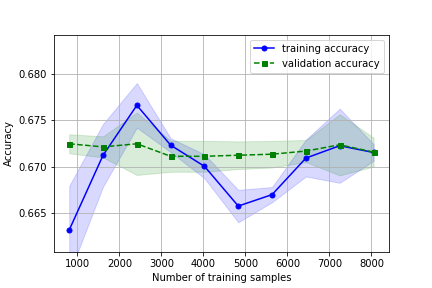 training accuracy
validation accuracy
0.680
0.675
0.670
0.665
Accuracy
1000 2000 3000 4000 5000 6000 7000 8000
Number of training samples